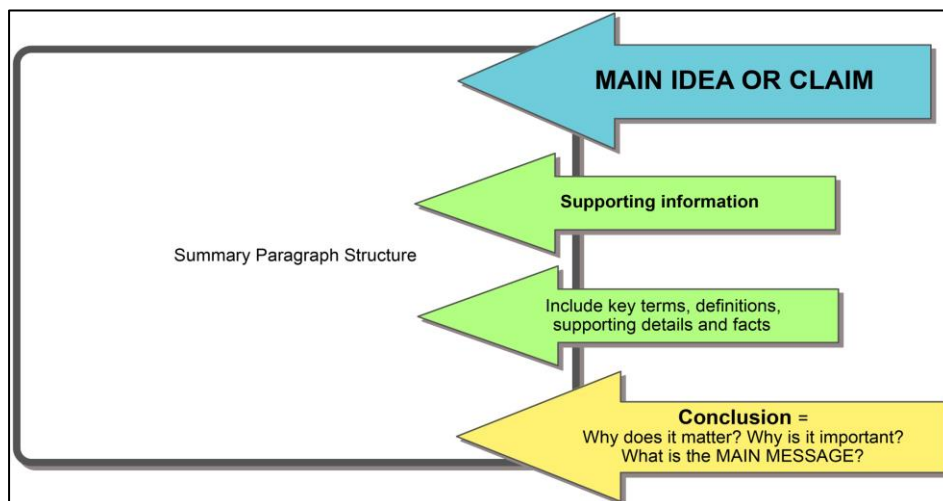 MAIN IDEA OR CLAIM
Supporting information
Summary Paragraph Structure
Include key terms, definitions,
supporting details and facts
Conclusion =
Why does it matter? Why is it important?
What is the MAIN MESSAGE?